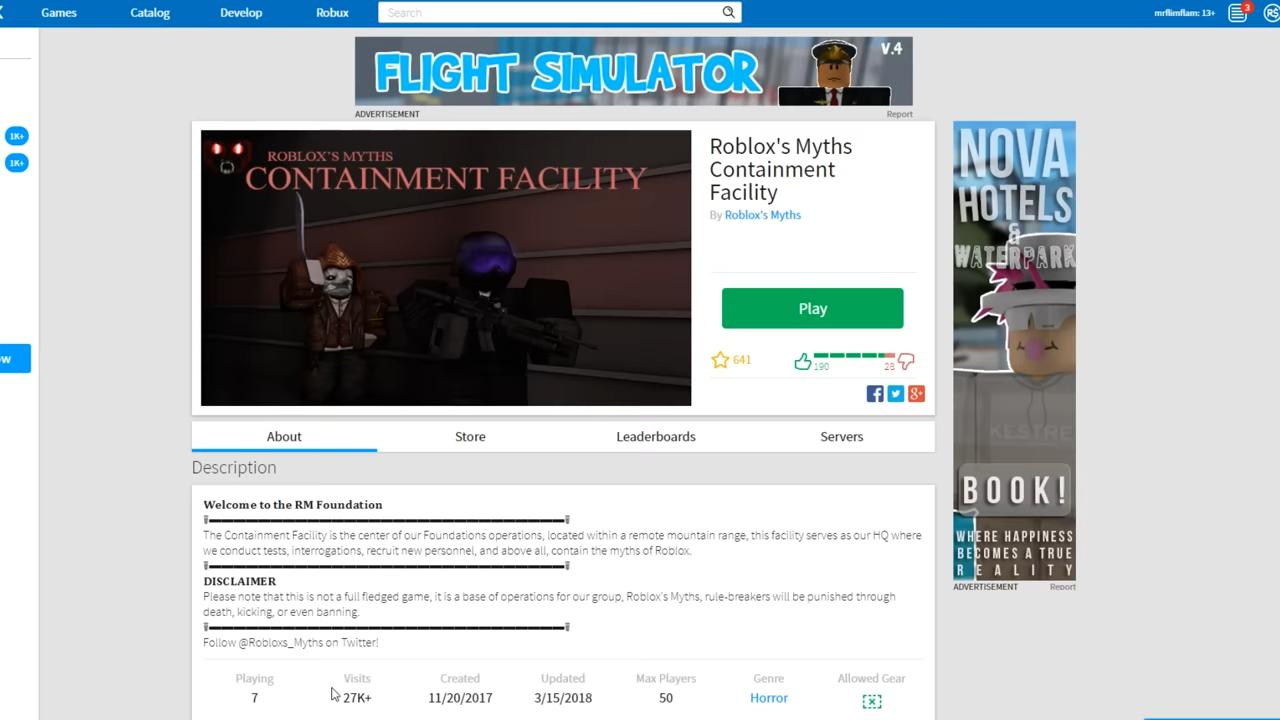 Games Catalog Develop Robux Search mrflimflam: 13+ 3 R$
FLIGHT SIMULATOR V.4
ADVERTISEMENT Report
1K+
1K+
ROBLOX'S MYTHS
CONTAINMENT FACILITY
Roblox's Myths
Containment
Facility
By Roblox's Myths
Play
641 190 28
About Store Leaderboards Servers
Description
Welcome to the RM Foundation
The Containment Facility is the center of our Foundations operations, located within a remote mountain range, this facility serves as our HQ where
we conduct tests, interrogations, recruit new personnel, and above all, contain the myths of Roblox.
DISCLAIMER
Please note that this is not a full fledged game, it is a base of operations for our group, Roblox's Myths, rule-breakers will be punished through
death, kicking, or even banning.
Follow @Robloxs_Myths on Twitter!
Playing Visits Created Updated Max Players Genre Allowed Gear
7 27K+ 11/20/2017 3/15/2018 50 Horror
NOVA
HOTELS
&
WATERPARK
KESTRE
BOOK!
WHERE HAPPINESS
BECOMES A TRUE
REALITY
ADVERTISEMENT Report